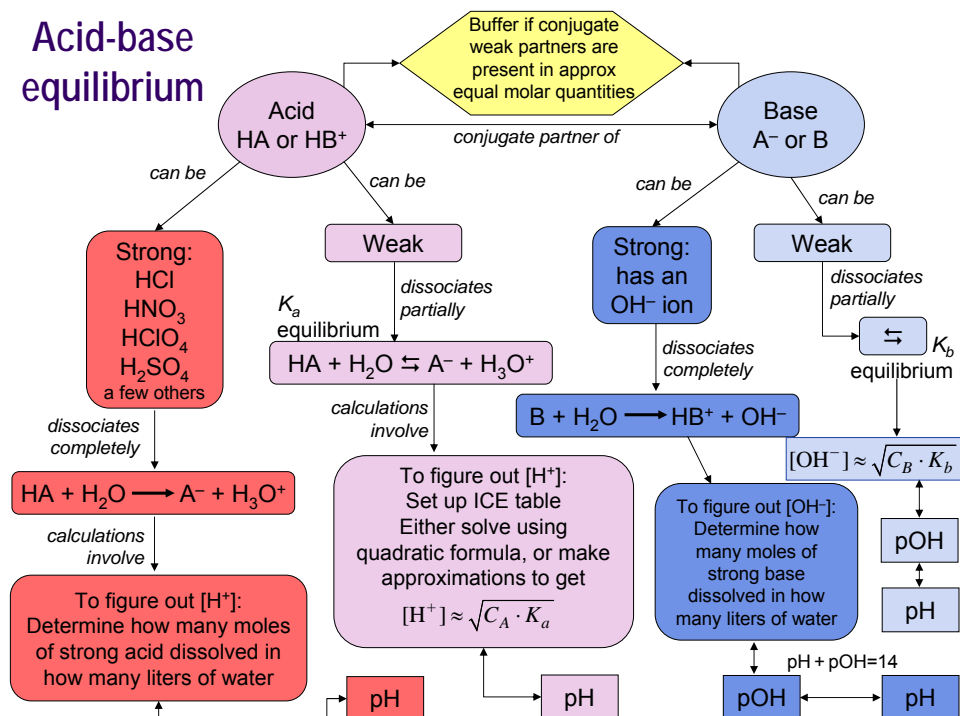 Acid-base
equilibrium
Buffer if conjugate
weak partners are
present in approx
equal molar quantities
Acid
HA or HB⁺
conjugate partner of
Base
A⁻ or B
can be
can be
can be
can be
Strong:
HCl
HNO₃
HClO₄
H₂SO₄
a few others
Weak
Strong:
has an
OH⁻ ion
Weak
dissociates
partially
dissociates
partially
Kₐ
equilibrium
HA + H₂O ⇆ A⁻ + H₃O⁺
dissociates
completely
⇆
K_b
equilibrium
dissociates
completely
calculations
involve
B + H₂O ⟶ HB⁺ + OH⁻
[OH⁻] ≈ √(C_B · K_b)
HA + H₂O ⟶ A⁻ + H₃O⁺
To figure out [H⁺]:
Set up ICE table
Either solve using
quadratic formula, or make
approximations to get
[H⁺] ≈ √(C_A · K_a)
To figure out [OH⁻]:
Determine how
many moles of
strong base
dissolved in how
many liters of water
pOH
pH
calculations
involve
To figure out [H⁺]:
Determine how many moles
of strong acid dissolved in
how many liters of water
pH
pH
pOH
pH + pOH=14
pH